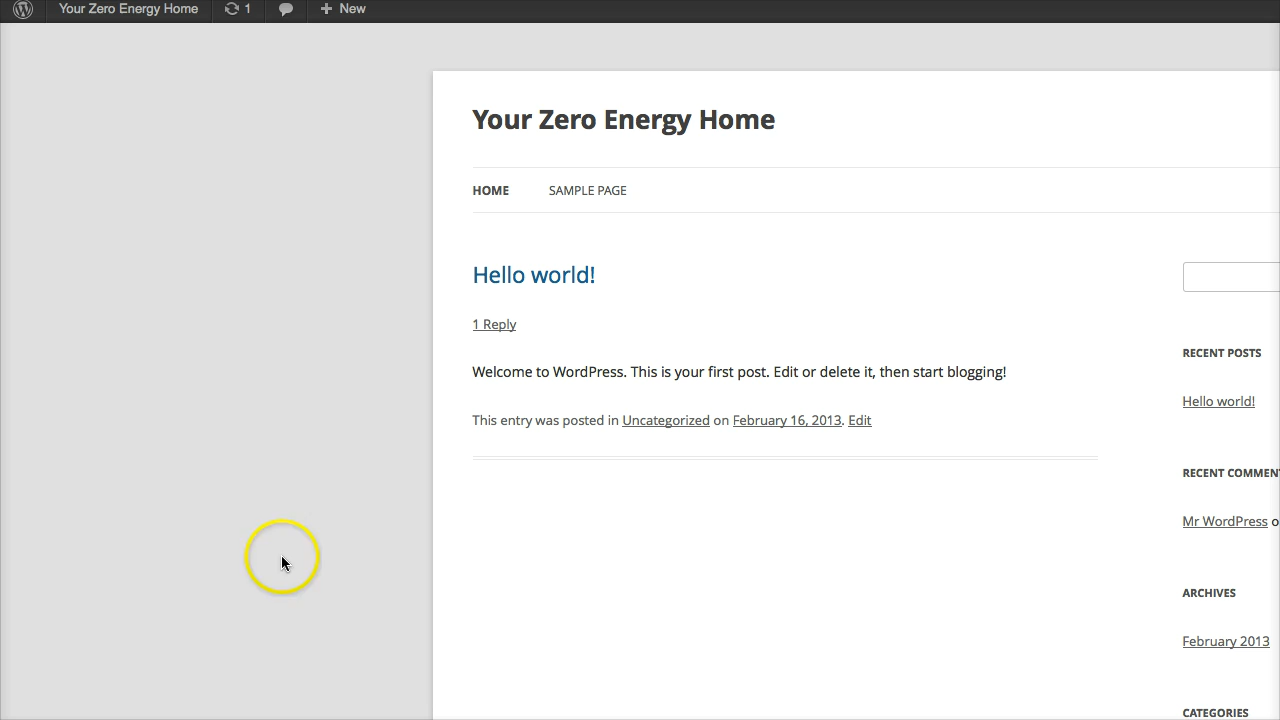 Your Zero Energy Home 1 New
Your Zero Energy Home
HOME SAMPLE PAGE
Hello world!
1 Reply
Welcome to WordPress. This is your first post. Edit or delete it, then start blogging!
This entry was posted in Uncategorized on February 16, 2013. Edit
RECENT POSTS
Hello world!
RECENT COMMEN
Mr WordPress o
ARCHIVES
February 2013
CATEGORIES